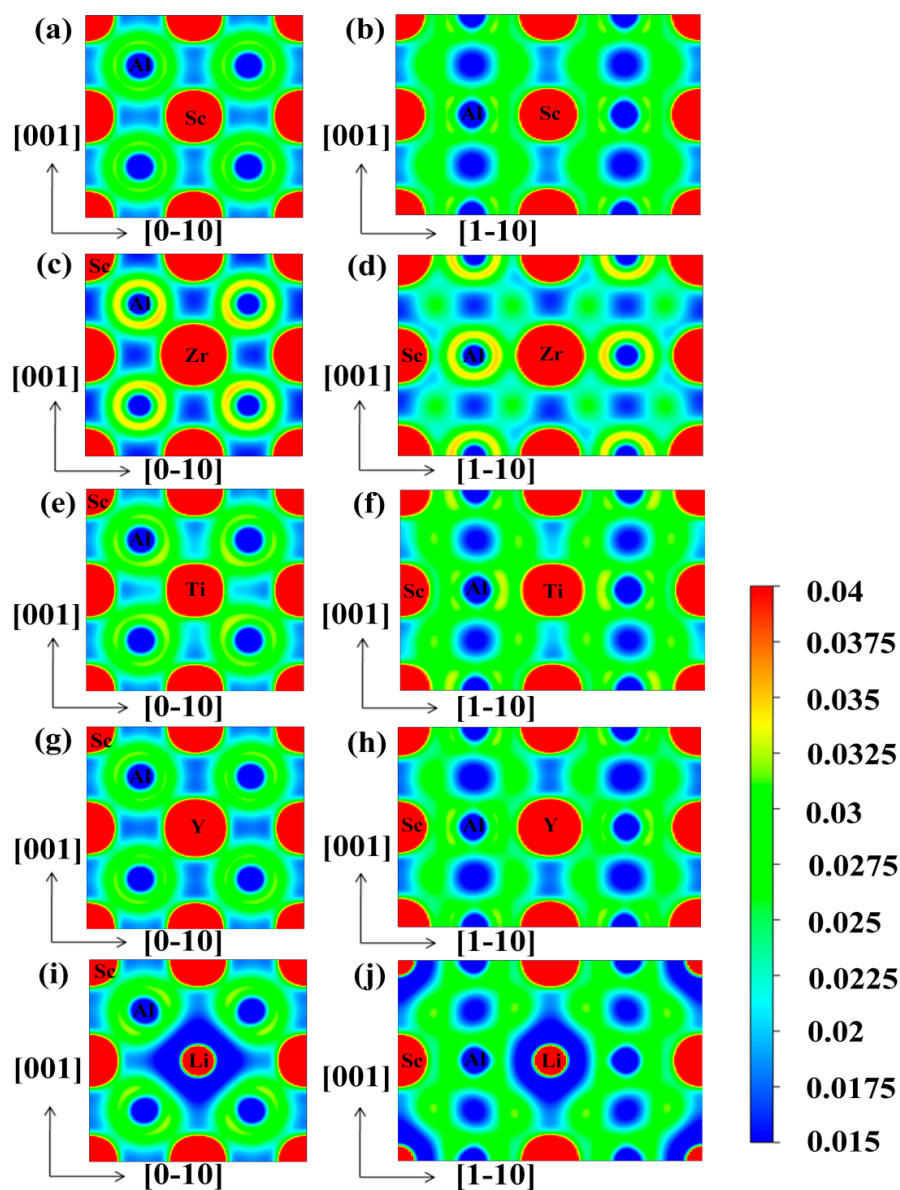 (a)
Al
Sc
[001]
[0-10]
(b)
Al
Sc
[001]
[1-10]
(c)
Sc
Al
Zr
[001]
[0-10]
(d)
Sc
Al
Zr
[001]
[1-10]
(e)
Sc
Al
Ti
[001]
[0-10]
(f)
Sc
Al
Ti
[001]
[1-10]
(g)
Sc
Al
Y
[001]
[0-10]
(h)
Sc
Al
Y
[001]
[1-10]
(i)
Sc
Al
Li
[001]
[0-10]
(j)
Sc
Al
Li
[001]
[1-10]
0.04
0.0375
0.035
0.0325
0.03
0.0275
0.025
0.0225
0.02
0.0175
0.015